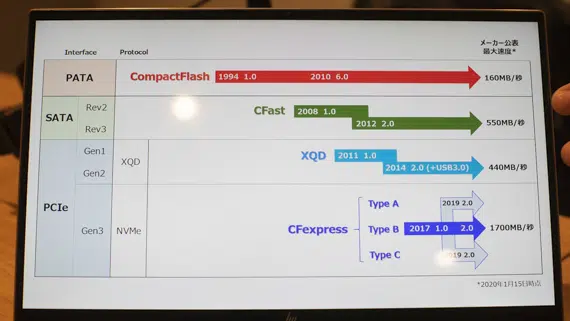 Interface Protocol メーカー公表
最大速度*
PATA CompactFlash 1994 1.0 2010 6.0 160MB/秒
SATA Rev2 CFast 2008 1.0
Rev3 2012 2.0 550MB/秒
PCIe Gen1 XQD XQD 2011 1.0
Gen2 2014 2.0 (+USB3.0) 440MB/秒
Gen3 NVMe CFexpress Type A 2019 2.0
Type B 2017 1.0 2.0 1700MB/秒
Type C 2019 2.0
*2020年1月15日時点
hp